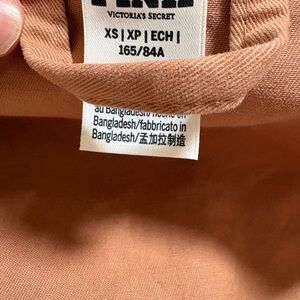 PINK
VICTORIA'S SECRET
XS | XP | ECH |
165/84A
au Bangladesh/hecho en
Bangladesh/fabbricato in
Bangladesh/孟加拉制造